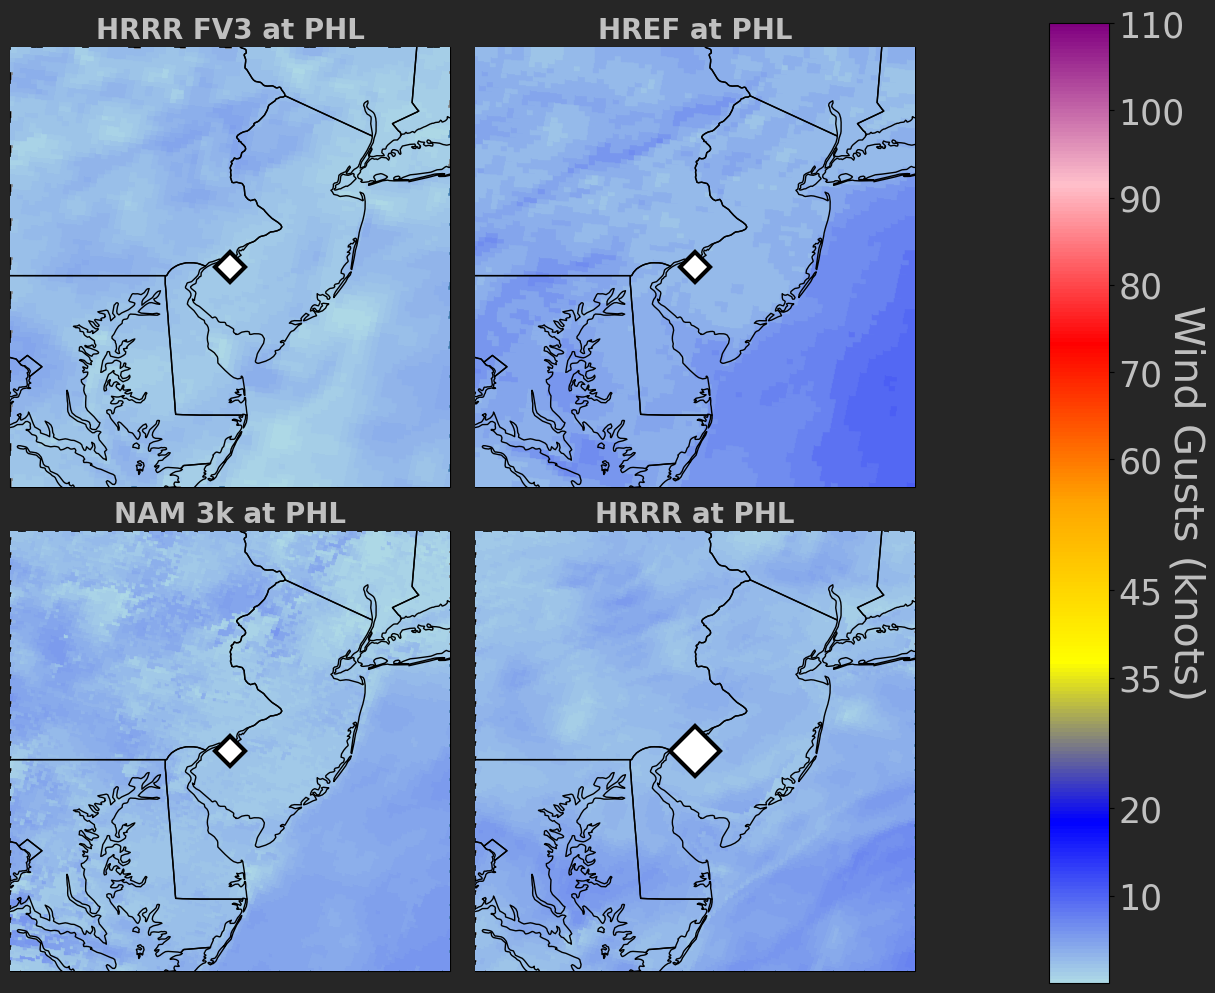 HRRR FV3 at PHL
HREF at PHL
NAM 3k at PHL
HRRR at PHL
110
100
90
80
70
60
45
35
20
10
Wind Gusts (knots)